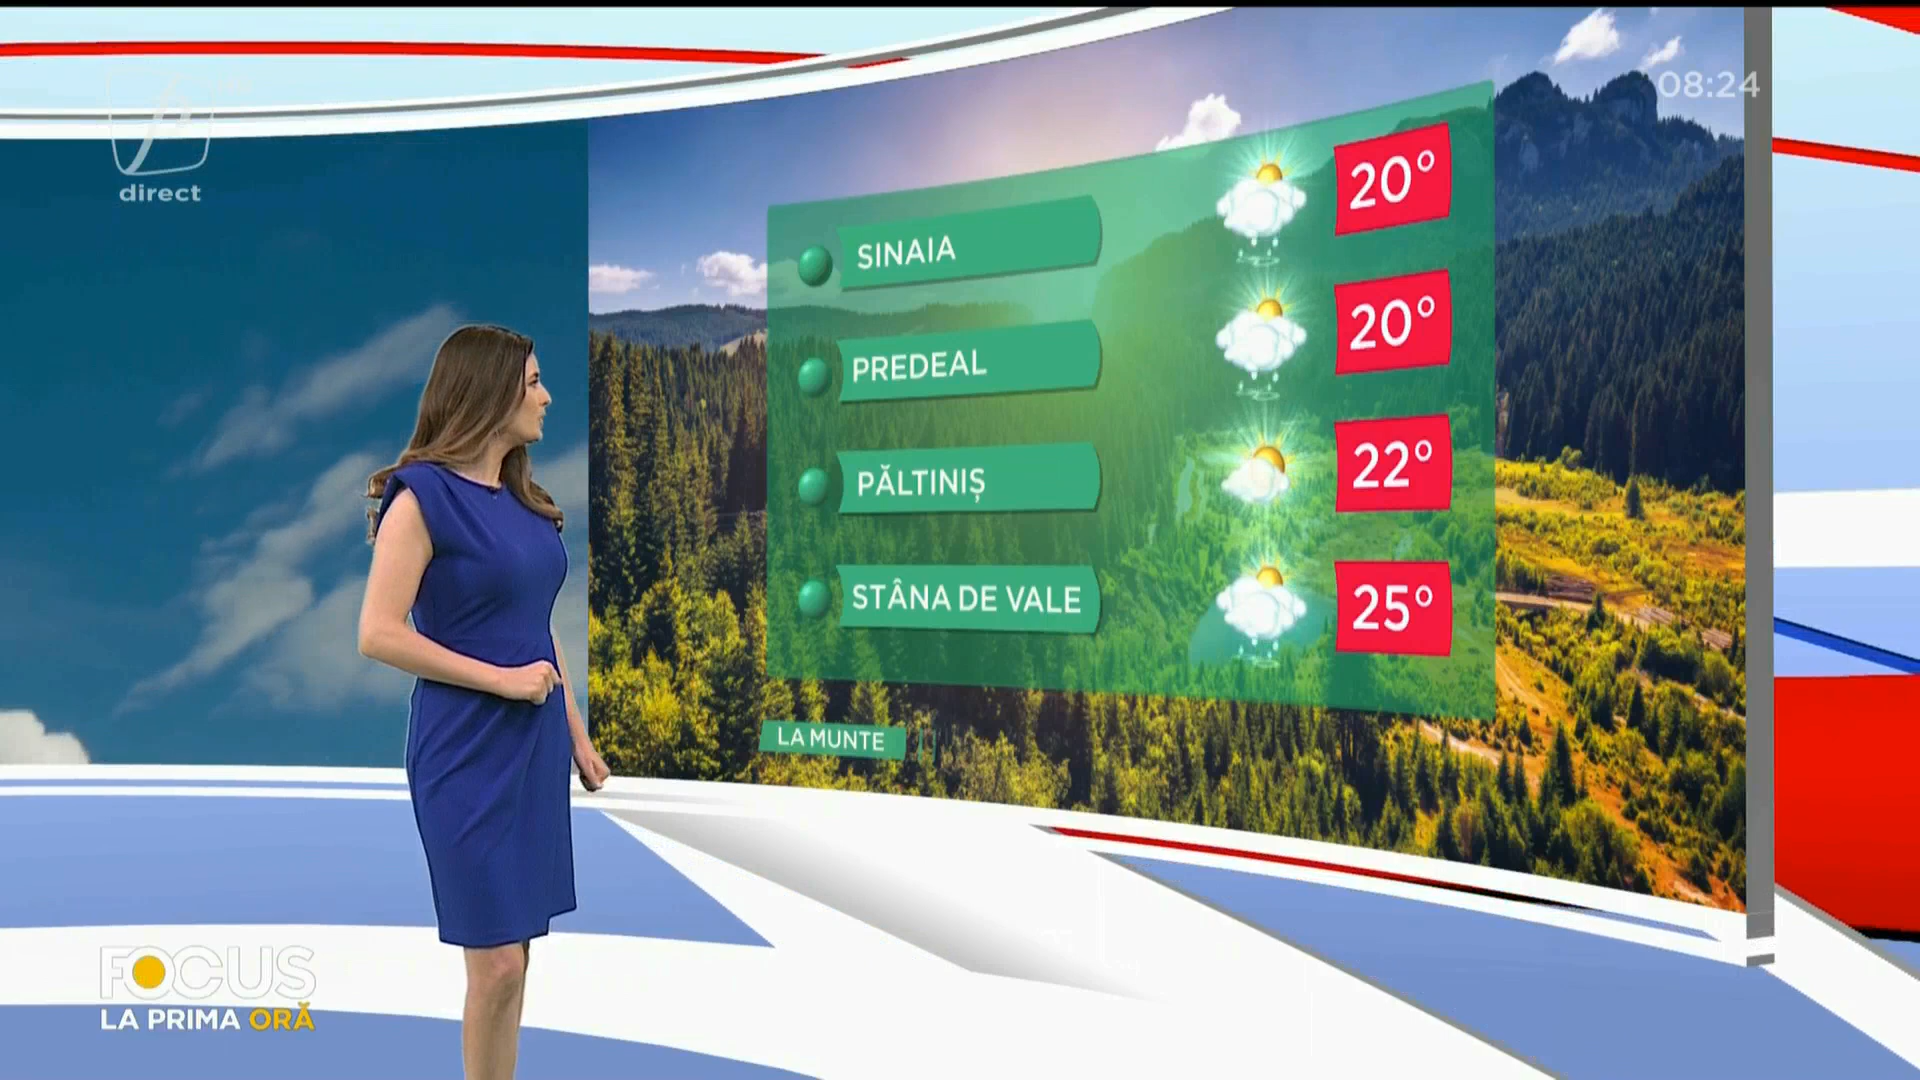 direct
08:24
SINAIA 20°
PREDEAL 20°
PĂLTINIȘ 22°
STÂNA DE VALE 25°
LA MUNTE
FOCUS
LA PRIMA ORĂ